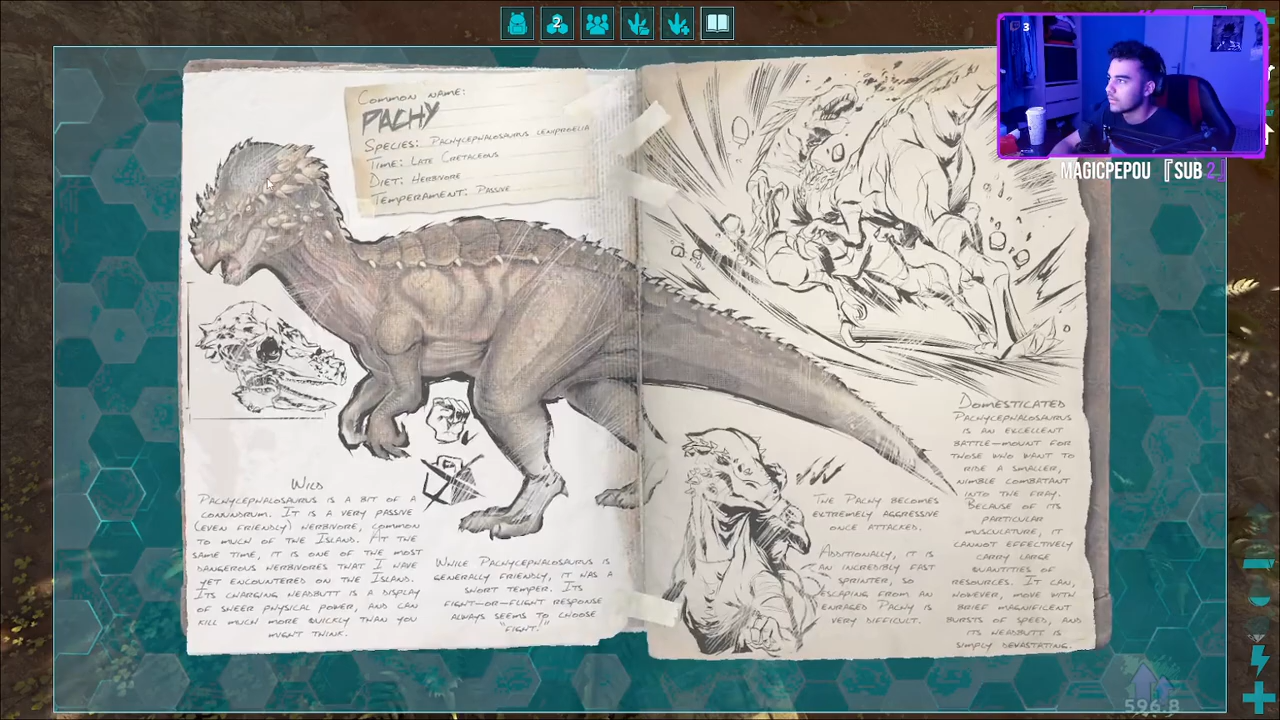 2
3
MAGICPEPOU 『SUB 2』
Common name:
PACHY
Species: Pachycephalosaurus leniproelia
Time: Late Cretaceous
Diet: Herbivore
Temperament: Passive
Wild
Pachycephalosaurus is a bit of a
conundrum. It is a very passive
(even friendly) herbivore, common
to much of the Island. At the
same time, it is one of the most
dangerous herbivores that I have
yet encountered on the Island.
Its charging headbutt is a display
of sheer physical power, and can
kill much more quickly than you
might think.
While Pachycephalosaurus is
generally friendly, it has a
short temper. Its
fight-or-flight response
always seems to choose
"fight."
The Pachy becomes
extremely aggressive
once attacked.
Additionally, it is
an incredibly fast
sprinter, so
escaping from an
enraged Pachy is
very difficult.
Domesticated
Pachycephalosaurus
is an excellent
battle-mount for
those who want to
ride a smaller,
nimble combatant
into the fray.
Because of its
particular
musculature, it
cannot effectively
carry large
quantities of
resources. It can,
however, move with
brief magnificent
bursts of speed, and
its headbutt is
simply devastating.
596.8